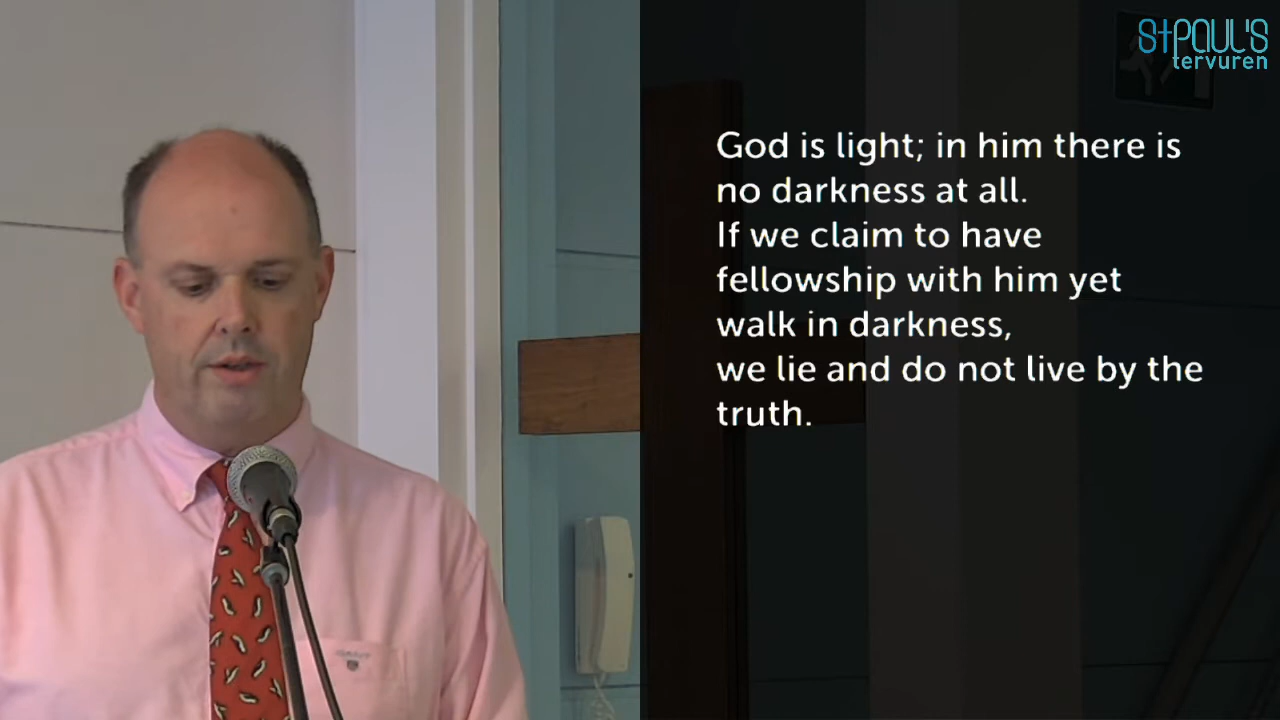 St PAUL'S
tervuren
God is light; in him there is
no darkness at all.
If we claim to have
fellowship with him yet
walk in darkness,
we lie and do not live by the
truth.